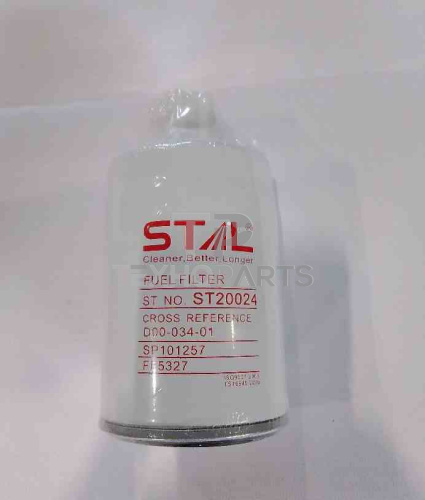 STAL
Cleaner,Better,Longer
FUEL FILTER
ST NO. ST20024
CROSS REFERENCE
D00-034-01
SP101257
FF5327